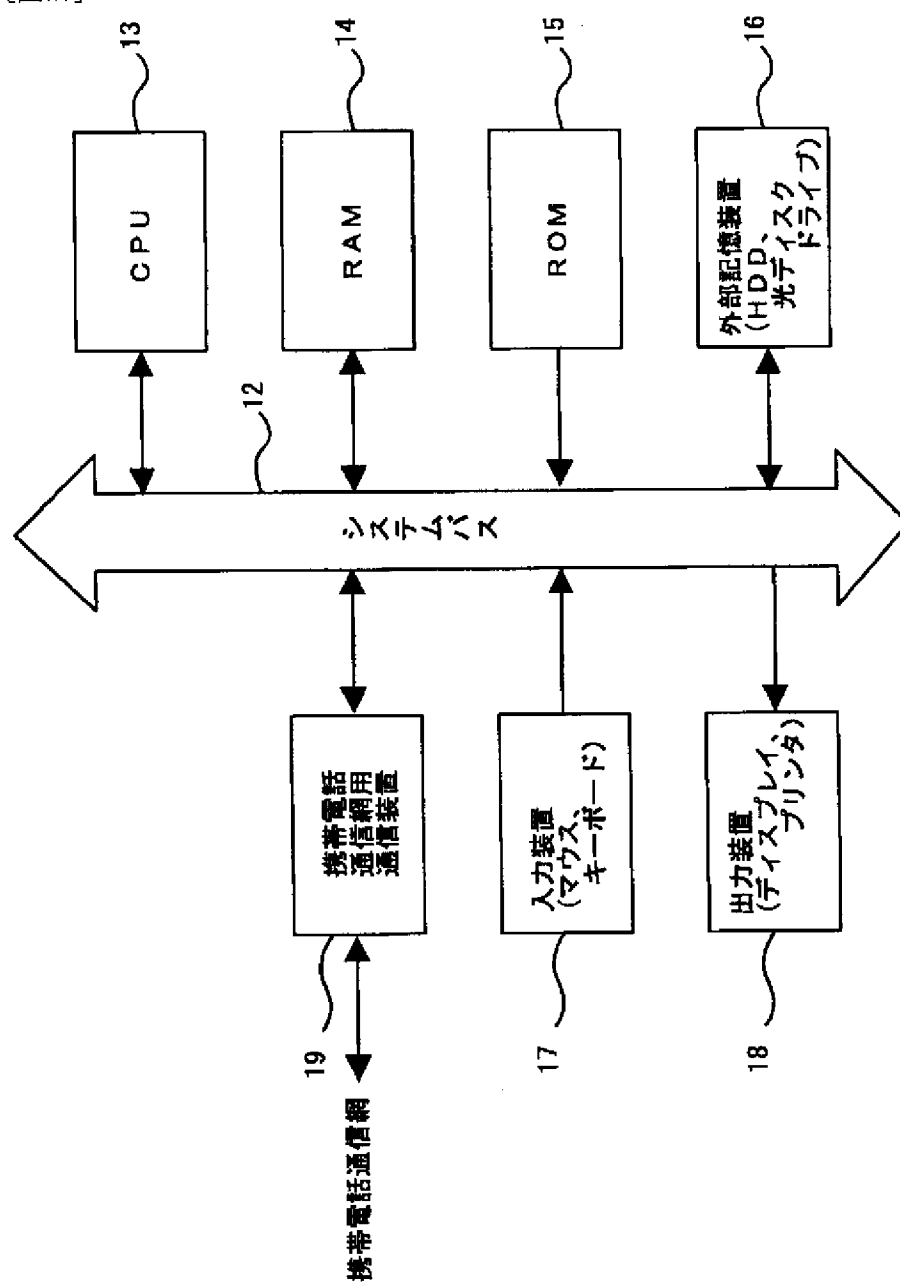 13
CPU
14
RAM
15
ROM
16
外部記憶装置
(HDD、
光ディスク
ドライブ)
12
システムバス
携帯電話
通信網用
通信装置
19
携帯電話通信網
入力装置
(マウス、
キーボード)
17
出力装置
(ディスプレイ、
プリンタ)
18